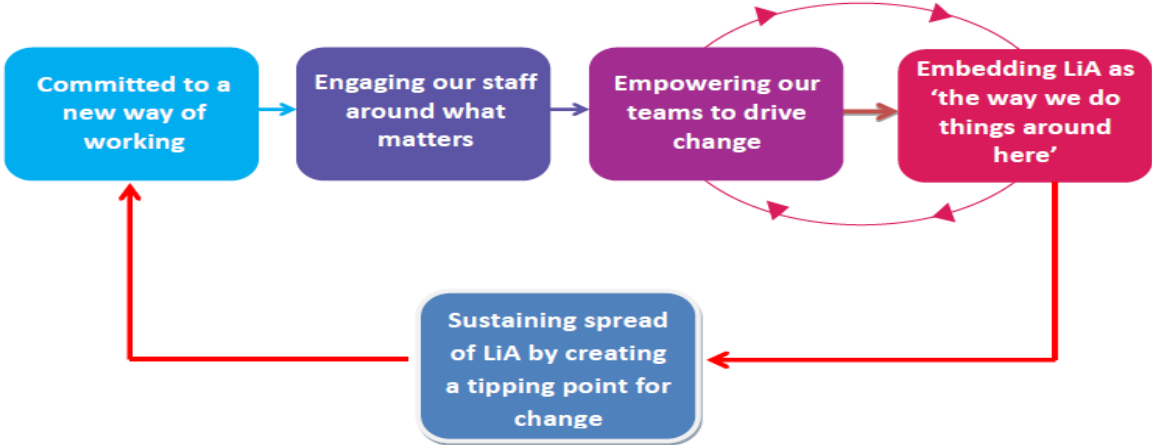 Committed to a
new way of
working
Engaging our staff
around what
matters
Empowering our
teams to drive
change
Embedding LiA as
‘the way we do
things around
here’
Sustaining spread
of LiA by creating
a tipping point for
change